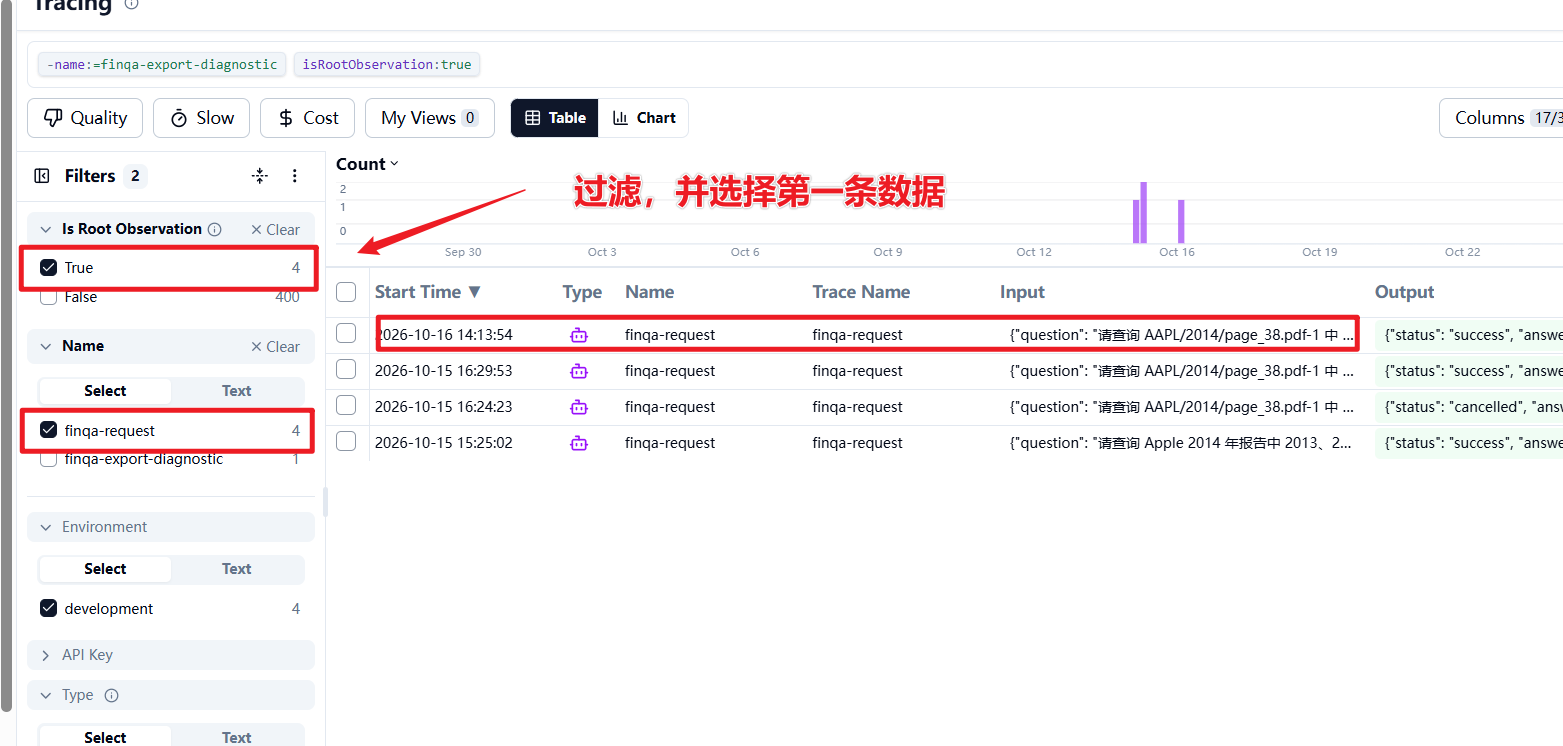 Tracing
-name:=finqa-export-diagnostic isRootObservation:true
Quality Slow Cost My Views 0 Table Chart Columns 17/3
Filters 2
Count
过滤，并选择第一条数据
2
1
0
Sep 30 Oct 3 Oct 6 Oct 9 Oct 12 Oct 16 Oct 19 Oct 22
Is Root Observation Clear
True 4
False 400
Name Clear
Select Text
finqa-request 4
finqa-export-diagnostic 1
Environment
Select Text
development 4
API Key
Type
Select Text
Start Time ▼ Type Name Trace Name Input Output
2026-10-16 14:13:54 finqa-request finqa-request {"question": "请查询 AAPL/2014/page_38.pdf-1 中 ... {"status": "success", "answe
2026-10-15 16:29:53 finqa-request finqa-request {"question": "请查询 AAPL/2014/page_38.pdf-1 中 ... {"status": "success", "answe
2026-10-15 16:24:23 finqa-request finqa-request {"question": "请查询 AAPL/2014/page_38.pdf-1 中 ... {"status": "cancelled", "answ
2026-10-15 15:25:02 finqa-request finqa-request {"question": "请查询 Apple 2014 年报告中 2013、2... {"status": "success", "answe